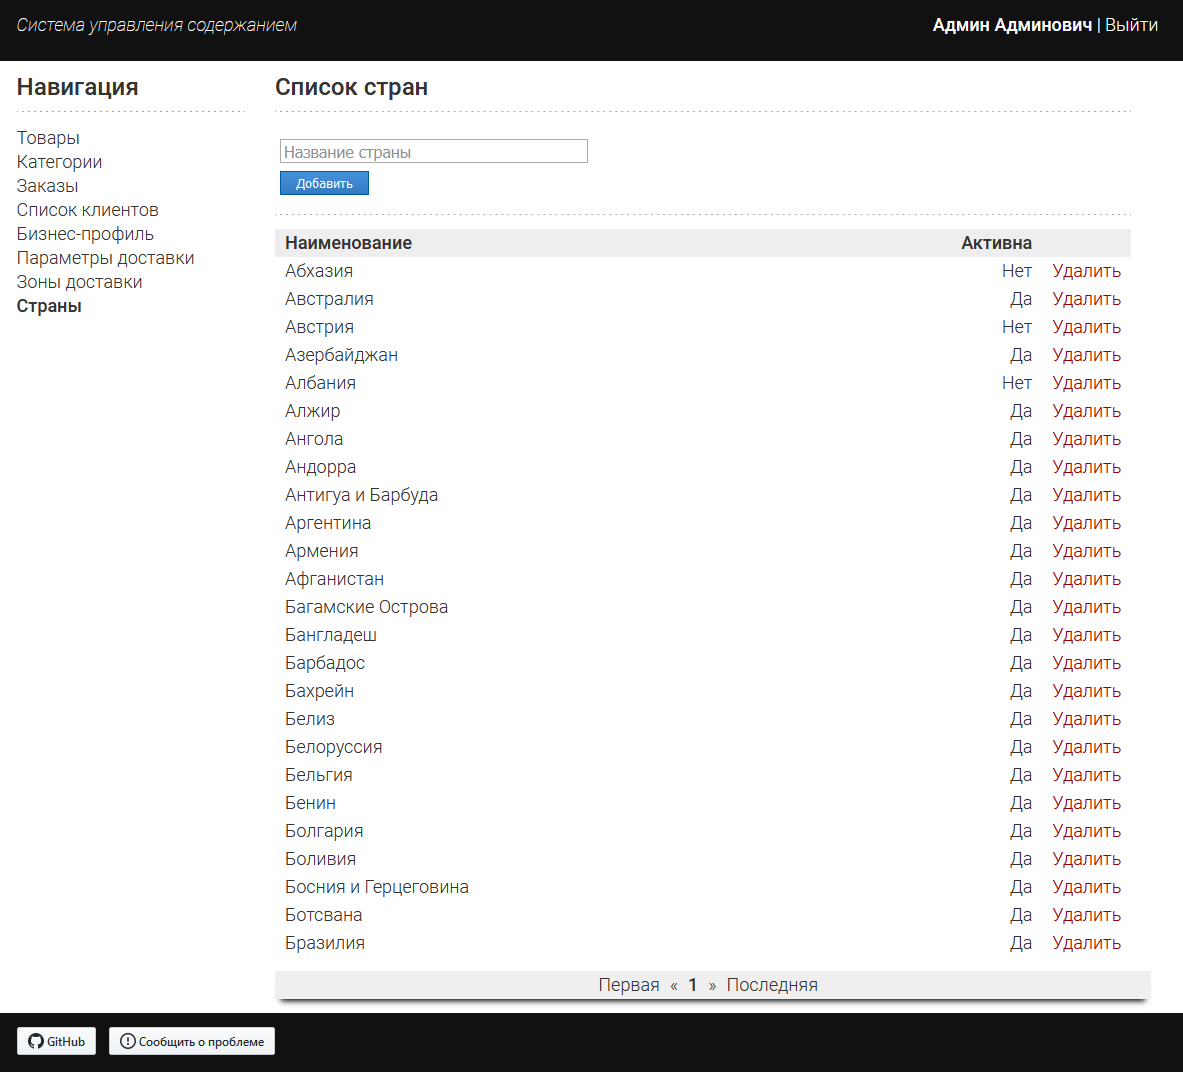 Система управления содержанием
Админ Админович | Выйти
Навигация
Товары
Категории
Заказы
Список клиентов
Бизнес-профиль
Параметры доставки
Зоны доставки
Страны
Список стран
Название страны
Добавить
Наименование Активна
Абхазия Нет Удалить
Австралия Да Удалить
Австрия Нет Удалить
Азербайджан Да Удалить
Албания Нет Удалить
Алжир Да Удалить
Ангола Да Удалить
Андорра Да Удалить
Антигуа и Барбуда Да Удалить
Аргентина Да Удалить
Армения Да Удалить
Афганистан Да Удалить
Багамские Острова Да Удалить
Бангладеш Да Удалить
Барбадос Да Удалить
Бахрейн Да Удалить
Белиз Да Удалить
Белоруссия Да Удалить
Бельгия Да Удалить
Бенин Да Удалить
Болгария Да Удалить
Боливия Да Удалить
Босния и Герцеговина Да Удалить
Ботсвана Да Удалить
Бразилия Да Удалить
Первая « 1 » Последняя
GitHub Сообщить о проблеме